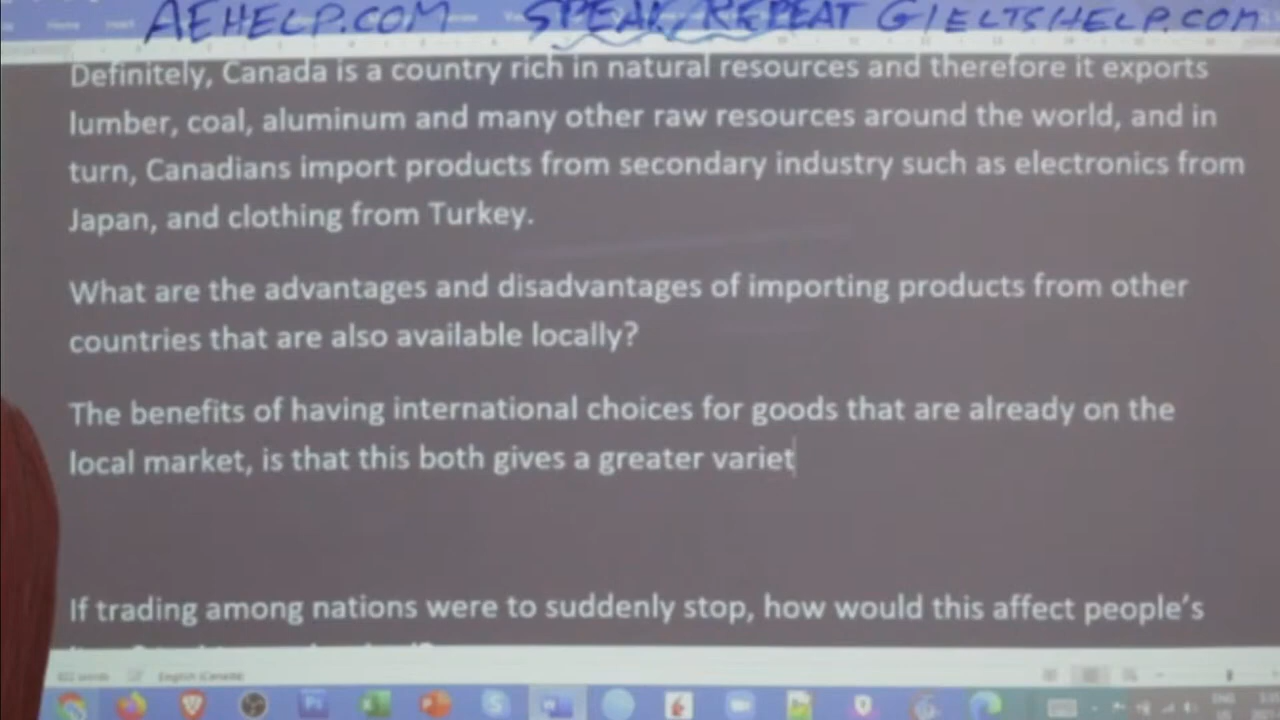 AEHELP.COM SPEAK/REPEAT GIELTSHELP.COM
Definitely, Canada is a country rich in natural resources and therefore it exports
lumber, coal, aluminum and many other raw resources around the world, and in
turn, Canadians import products from secondary industry such as electronics from
Japan, and clothing from Turkey.
What are the advantages and disadvantages of importing products from other
countries that are also available locally?
The benefits of having international choices for goods that are already on the
local market, is that this both gives a greater variet
If trading among nations were to suddenly stop, how would this affect people's
822 words English (Canada)
ENG